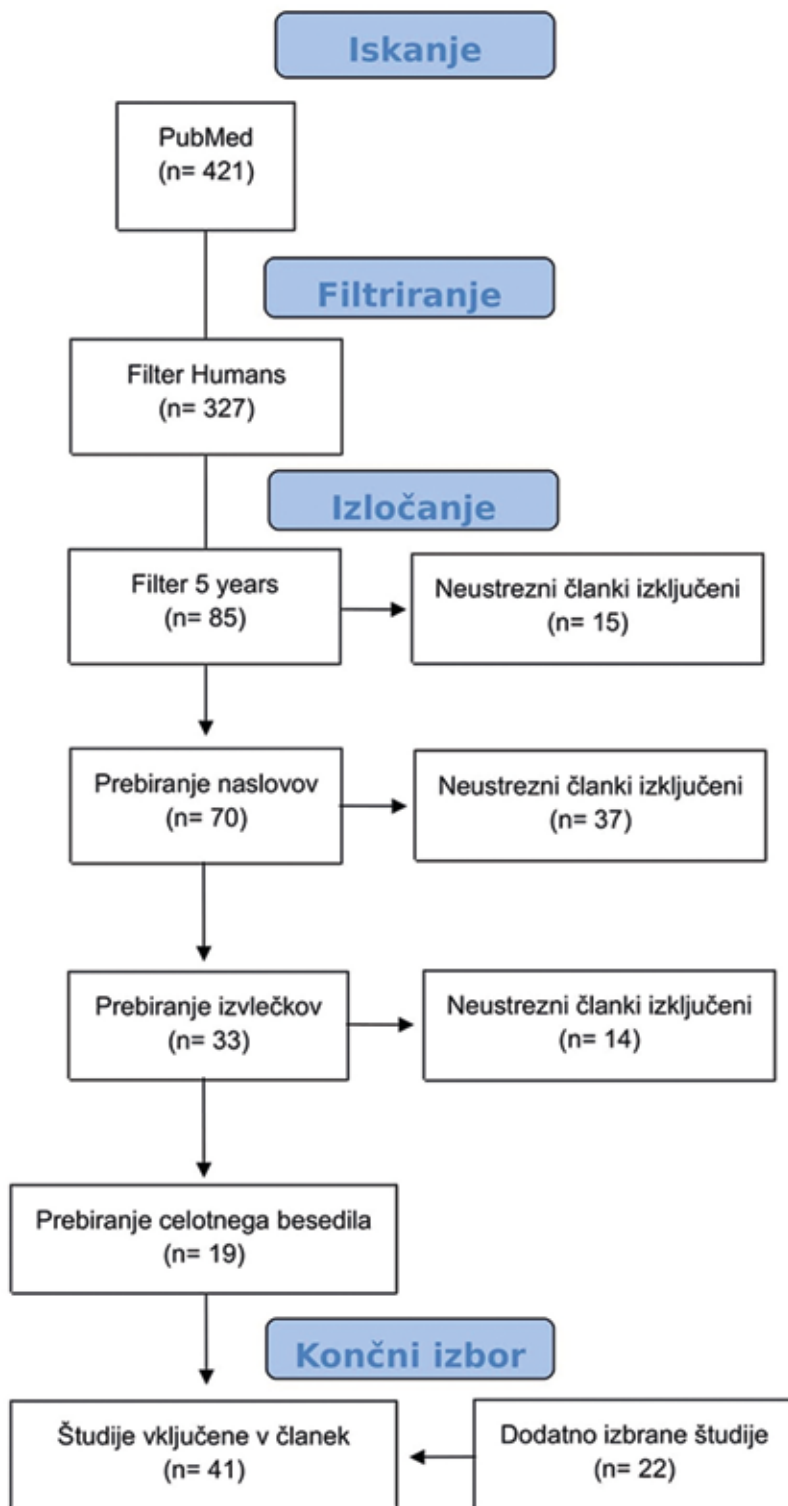 Iskanje
PubMed
(n= 421)
Filtriranje
Filter Humans
(n= 327)
Izločanje
Filter 5 years
(n= 85)
Neustrezni članki izključeni
(n= 15)
Prebiranje naslovov
(n= 70)
Neustrezni članki izključeni
(n= 37)
Prebiranje izvlečkov
(n= 33)
Neustrezni članki izključeni
(n= 14)
Prebiranje celotnega besedila
(n= 19)
Končni izbor
Študije vključene v članek
(n= 41)
Dodatno izbrane študije
(n= 22)